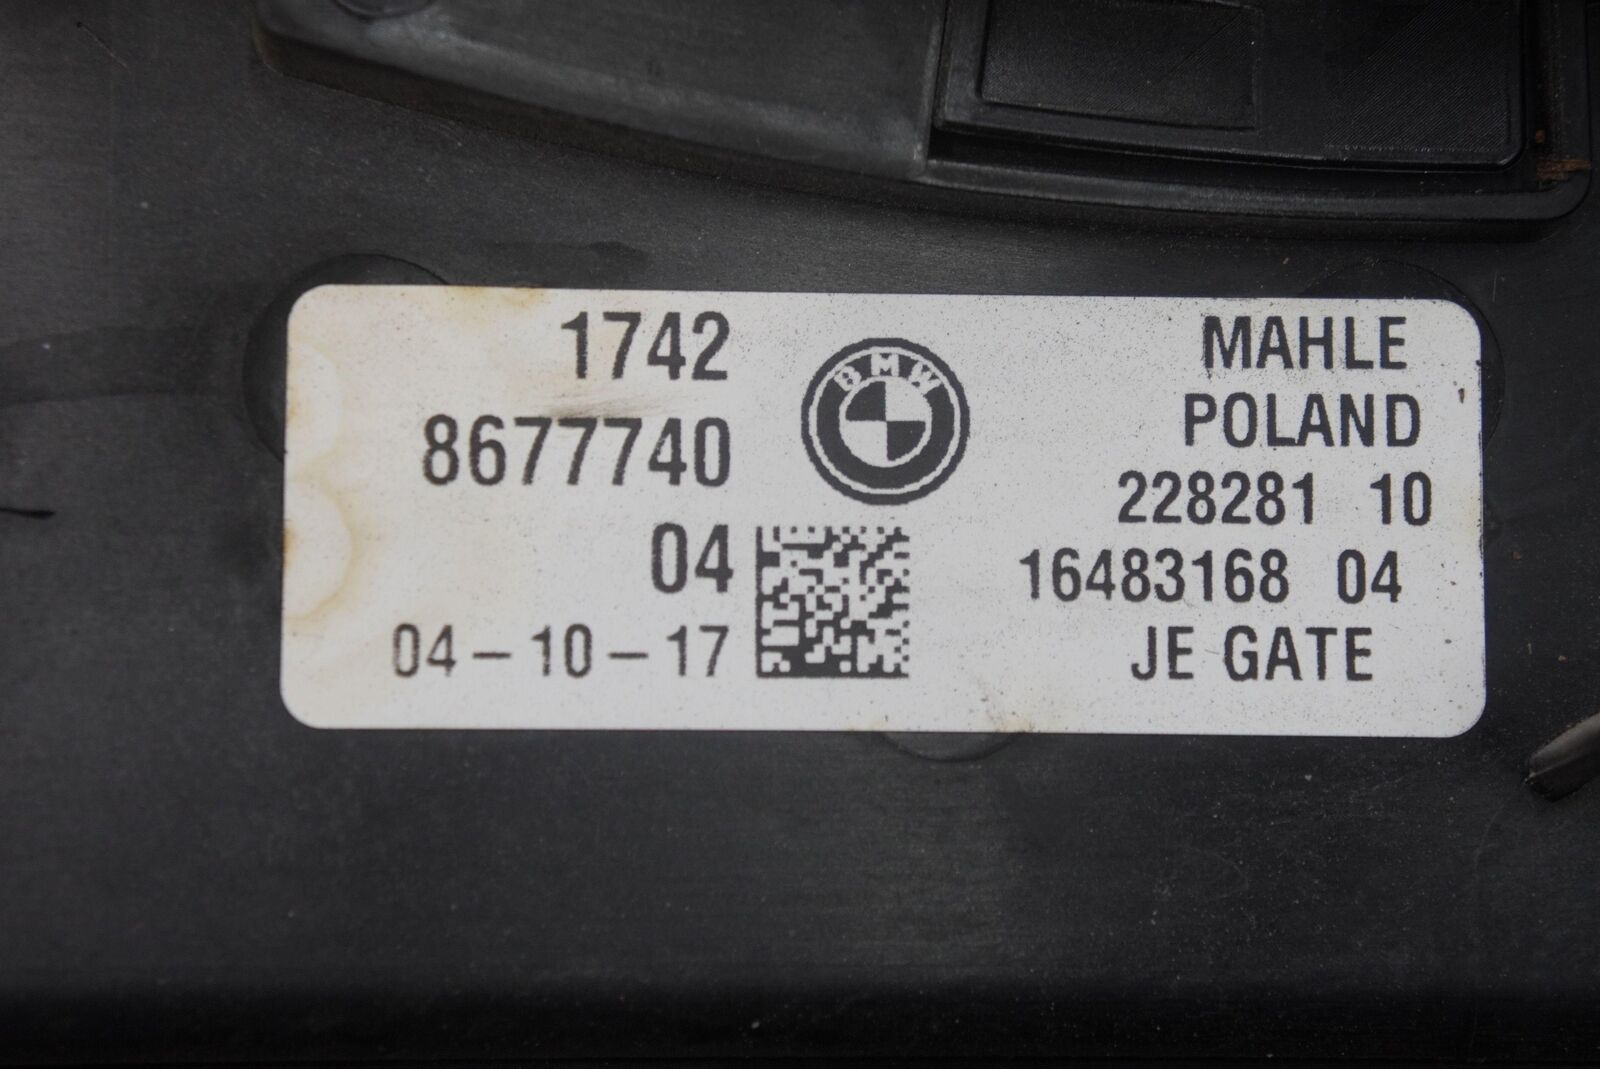 1742
8677740
04
04-10-17
BMW
MAHLE
POLAND
228281 10
16483168 04
JE GATE